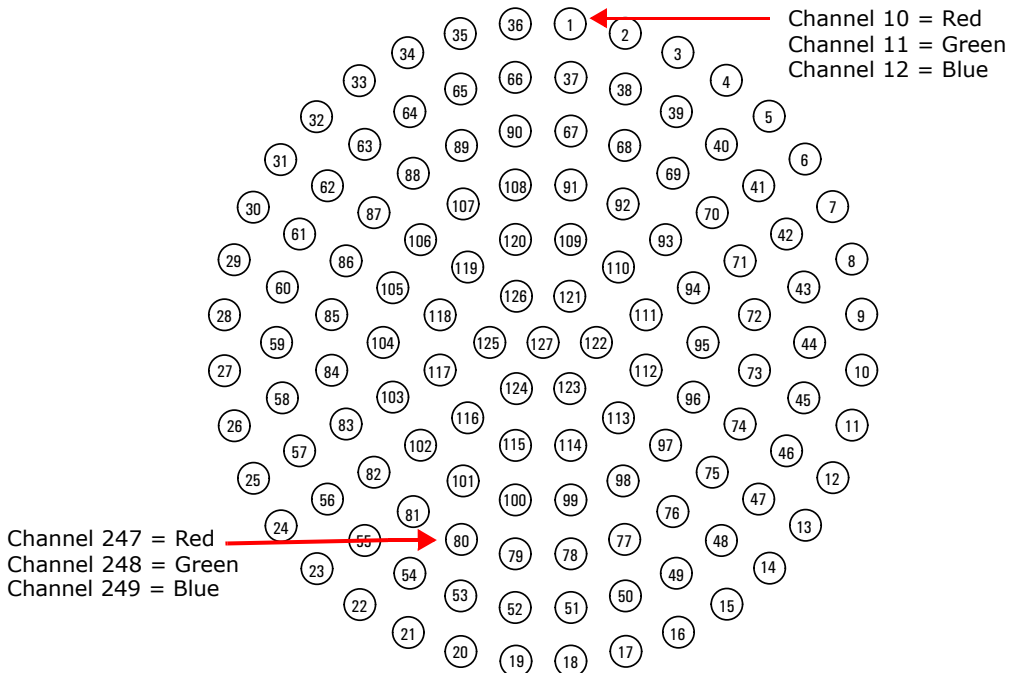 Channel 10 = Red
Channel 11 = Green
Channel 12 = Blue
36 1
35 2
34 3
33 66 37 4
65 38
32 64 39 5
90 67
63 89 68 40
31 6
88 69
62 108 91 41
30 107 92 7
87 70
61 106 120 109 93 42
29 86 119 110 71 8
60 105 126 121 94 43
28 85 118 111 72 9
59 104 125 127 122 95 44
27 84 117 112 73 10
58 103 124 123 96 45
26 83 116 113 74 11
57 102 115 114 97 46
25 82 101 98 75 12
56 100 99 47
24 81 76 13
55 80 77 48
79 78
23 54 49 14
22 53 52 51 50 15
21 16
20 17
19 18
Channel 247 = Red
Channel 248 = Green
Channel 249 = Blue